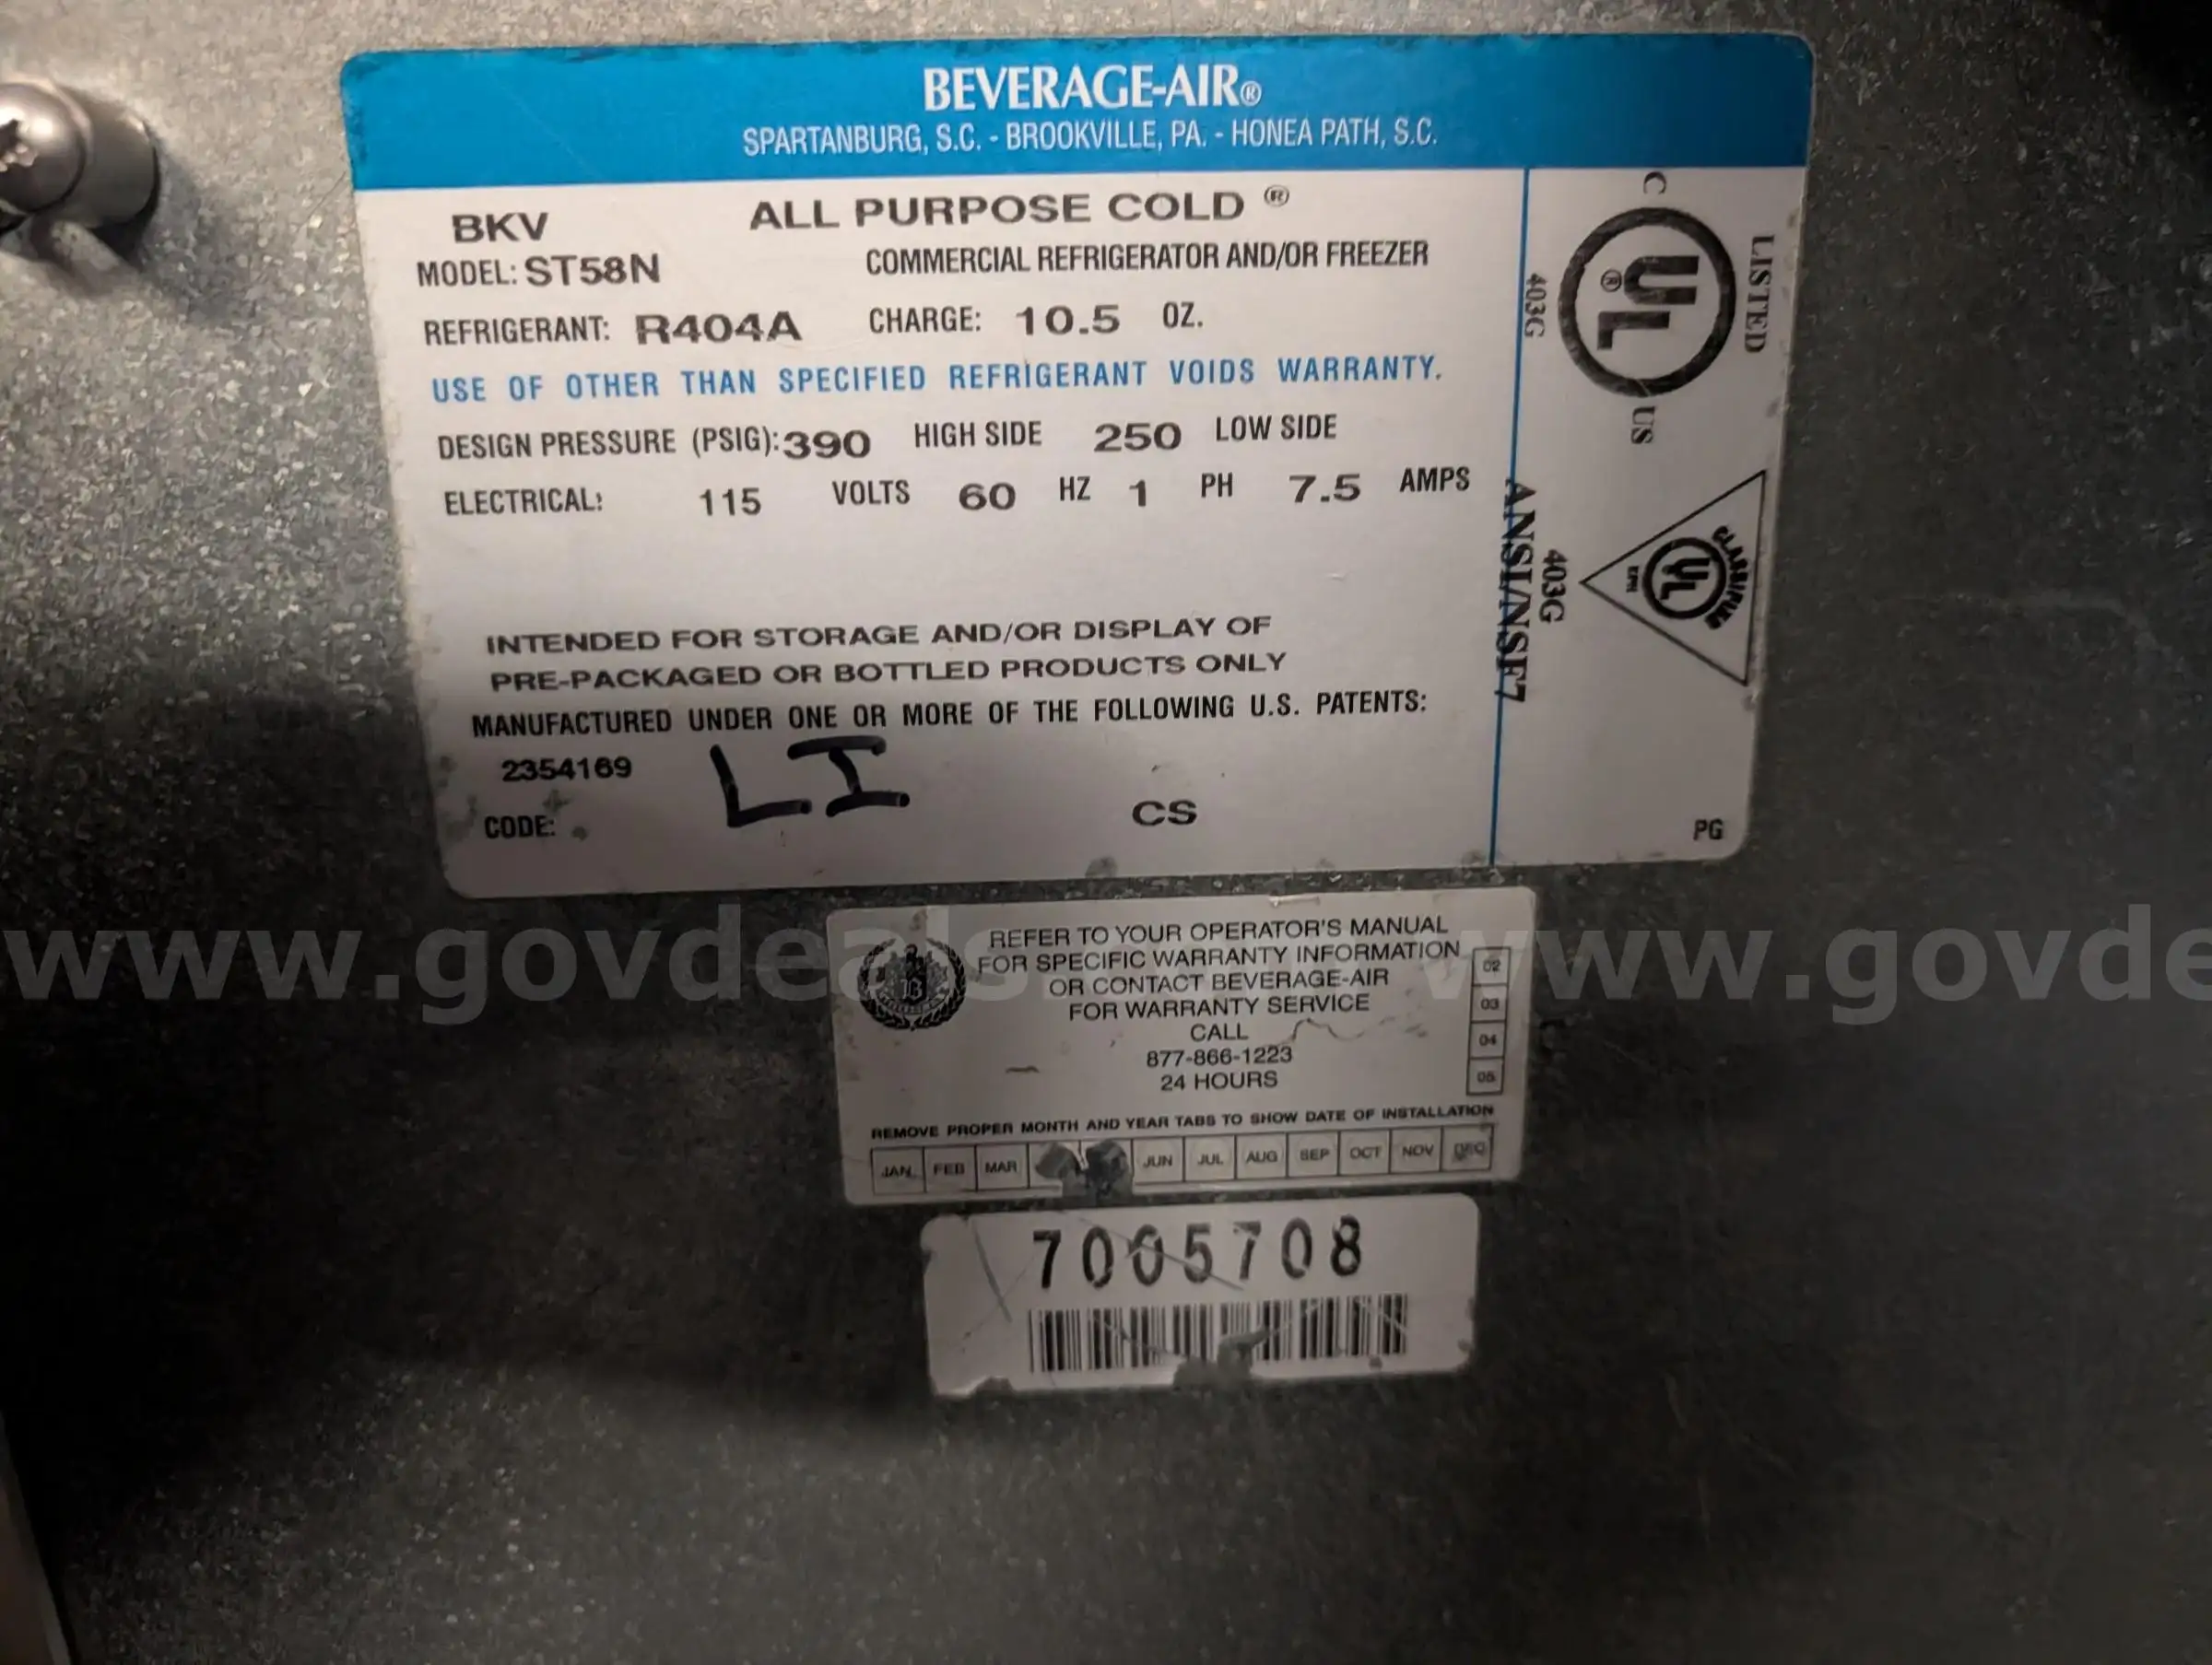 BEVERAGE-AIR®
SPARTANBURG, S.C. - BROOKVILLE, PA. - HONEA PATH, S.C.
BKV ALL PURPOSE COLD ®
MODEL: ST58N COMMERCIAL REFRIGERATOR AND/OR FREEZER
REFRIGERANT: R404A CHARGE: 10.5 OZ.
USE OF OTHER THAN SPECIFIED REFRIGERANT VOIDS WARRANTY.
DESIGN PRESSURE (PSIG): 390 HIGH SIDE 250 LOW SIDE
ELECTRICAL: 115 VOLTS 60 HZ 1 PH 7.5 AMPS
INTENDED FOR STORAGE AND/OR DISPLAY OF
PRE-PACKAGED OR BOTTLED PRODUCTS ONLY
MANUFACTURED UNDER ONE OR MORE OF THE FOLLOWING U.S. PATENTS:
2354169
CODE: LI CS
C UL ® US
LISTED
403G
CLASSIFIED
UL
EPH
403G
ANSI/NSF7
PG
www.govdeals. www.govde
REFER TO YOUR OPERATOR'S MANUAL
FOR SPECIFIC WARRANTY INFORMATION
OR CONTACT BEVERAGE-AIR
FOR WARRANTY SERVICE
CALL
877-866-1223
24 HOURS
B
02
03
04
05
REMOVE PROPER MONTH AND YEAR TABS TO SHOW DATE OF INSTALLATION
JAN FEB MAR JUN JUL AUG SEP OCT NOV DEC
7005708